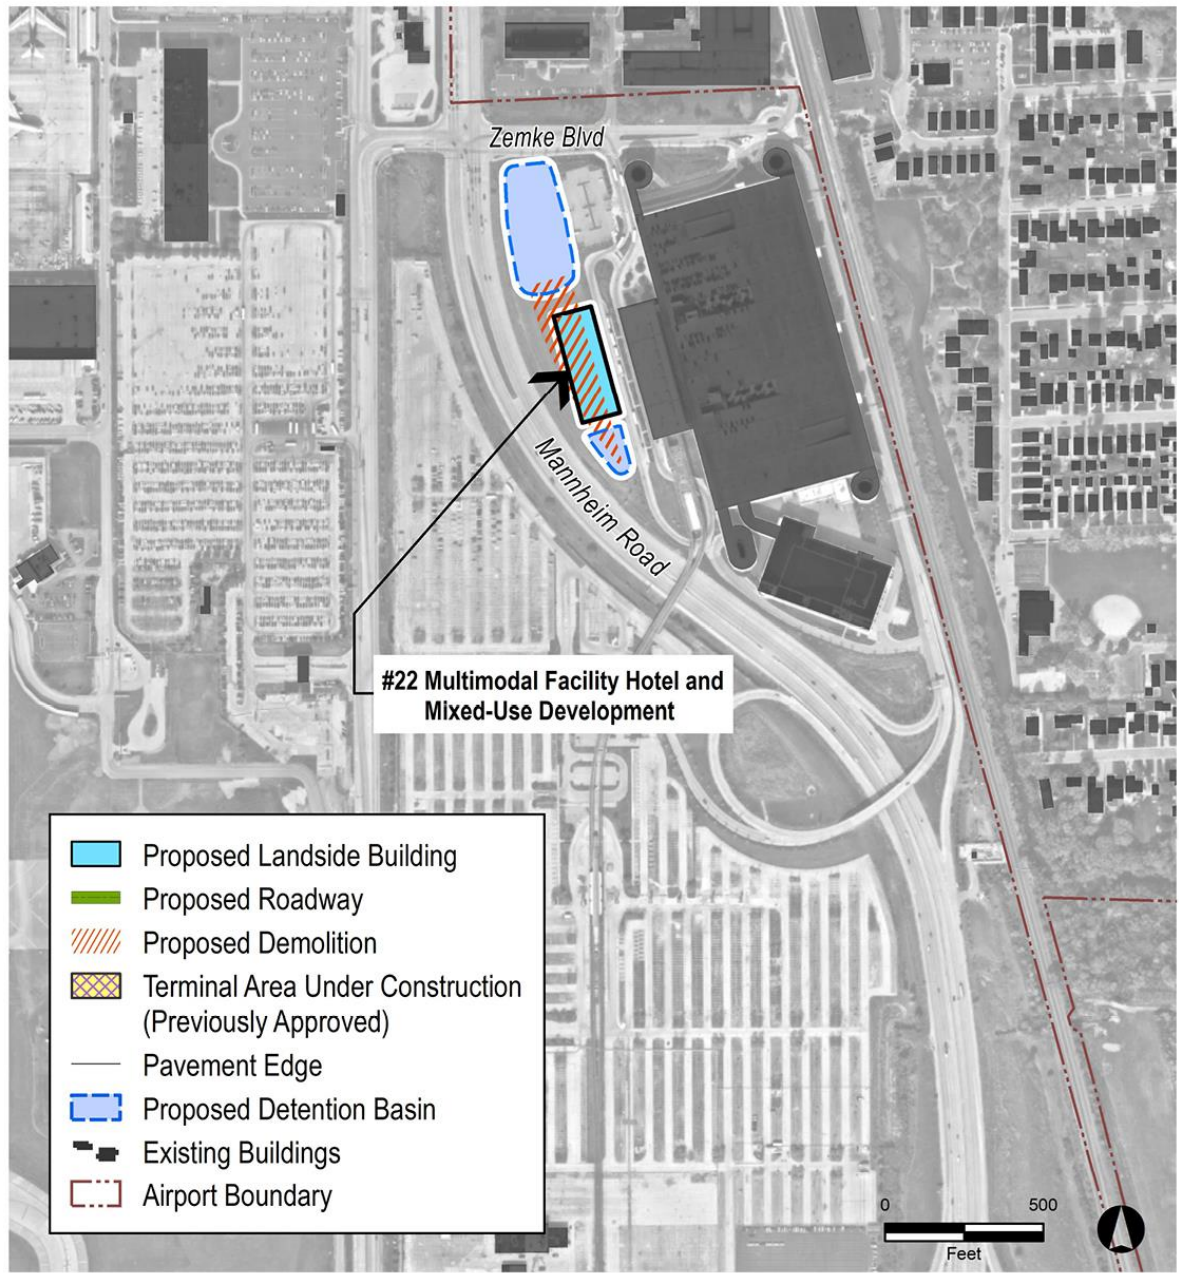 Zemke Blvd
Mannheim Road
#22 Multimodal Facility Hotel and
Mixed-Use Development
Proposed Landside Building
Proposed Roadway
Proposed Demolition
Terminal Area Under Construction
(Previously Approved)
Pavement Edge
Proposed Detention Basin
Existing Buildings
Airport Boundary
0 500
Feet